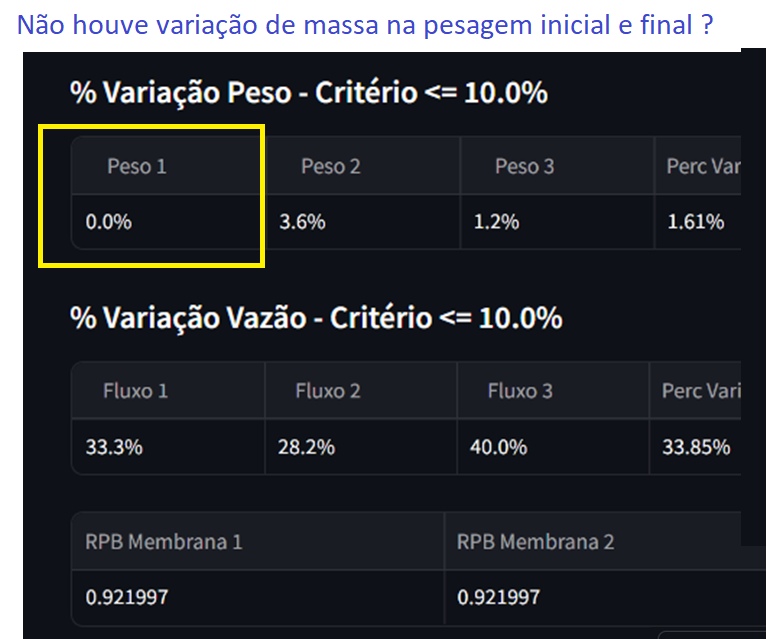 Não houve variação de massa na pesagem inicial e final ?
% Variação Peso - Critério <= 10.0%
Peso 1 Peso 2 Peso 3 Perc Var
0.0% 3.6% 1.2% 1.61%
% Variação Vazão - Critério <= 10.0%
Fluxo 1 Fluxo 2 Fluxo 3 Perc Vari
33.3% 28.2% 40.0% 33.85%
RPB Membrana 1 RPB Membrana 2
0.921997 0.921997